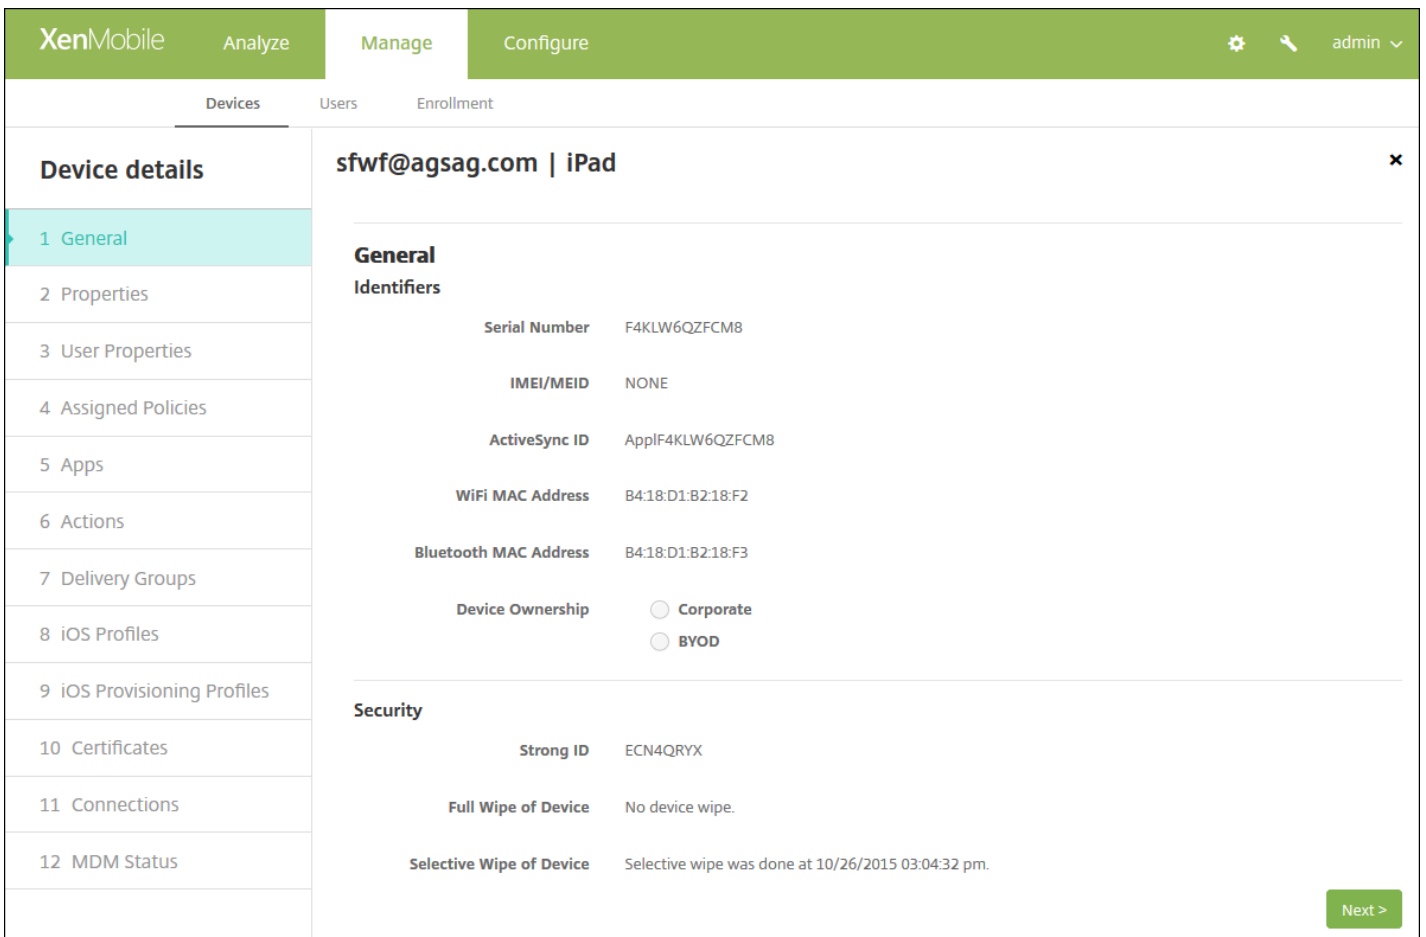 XenMobile Analyze Manage Configure admin
Devices Users Enrollment
Device details
1 General
2 Properties
3 User Properties
4 Assigned Policies
5 Apps
6 Actions
7 Delivery Groups
8 iOS Profiles
9 iOS Provisioning Profiles
10 Certificates
11 Connections
12 MDM Status
sfwf@agsag.com | iPad
General
Identifiers
Serial Number F4KLW6QZFCM8
IMEI/MEID NONE
ActiveSync ID ApplF4KLW6QZFCM8
WiFi MAC Address B4:18:D1:B2:18:F2
Bluetooth MAC Address B4:18:D1:B2:18:F3
Device Ownership Corporate
BYOD
Security
Strong ID ECN4QRYX
Full Wipe of Device No device wipe.
Selective Wipe of Device Selective wipe was done at 10/26/2015 03:04:32 pm.
Next >